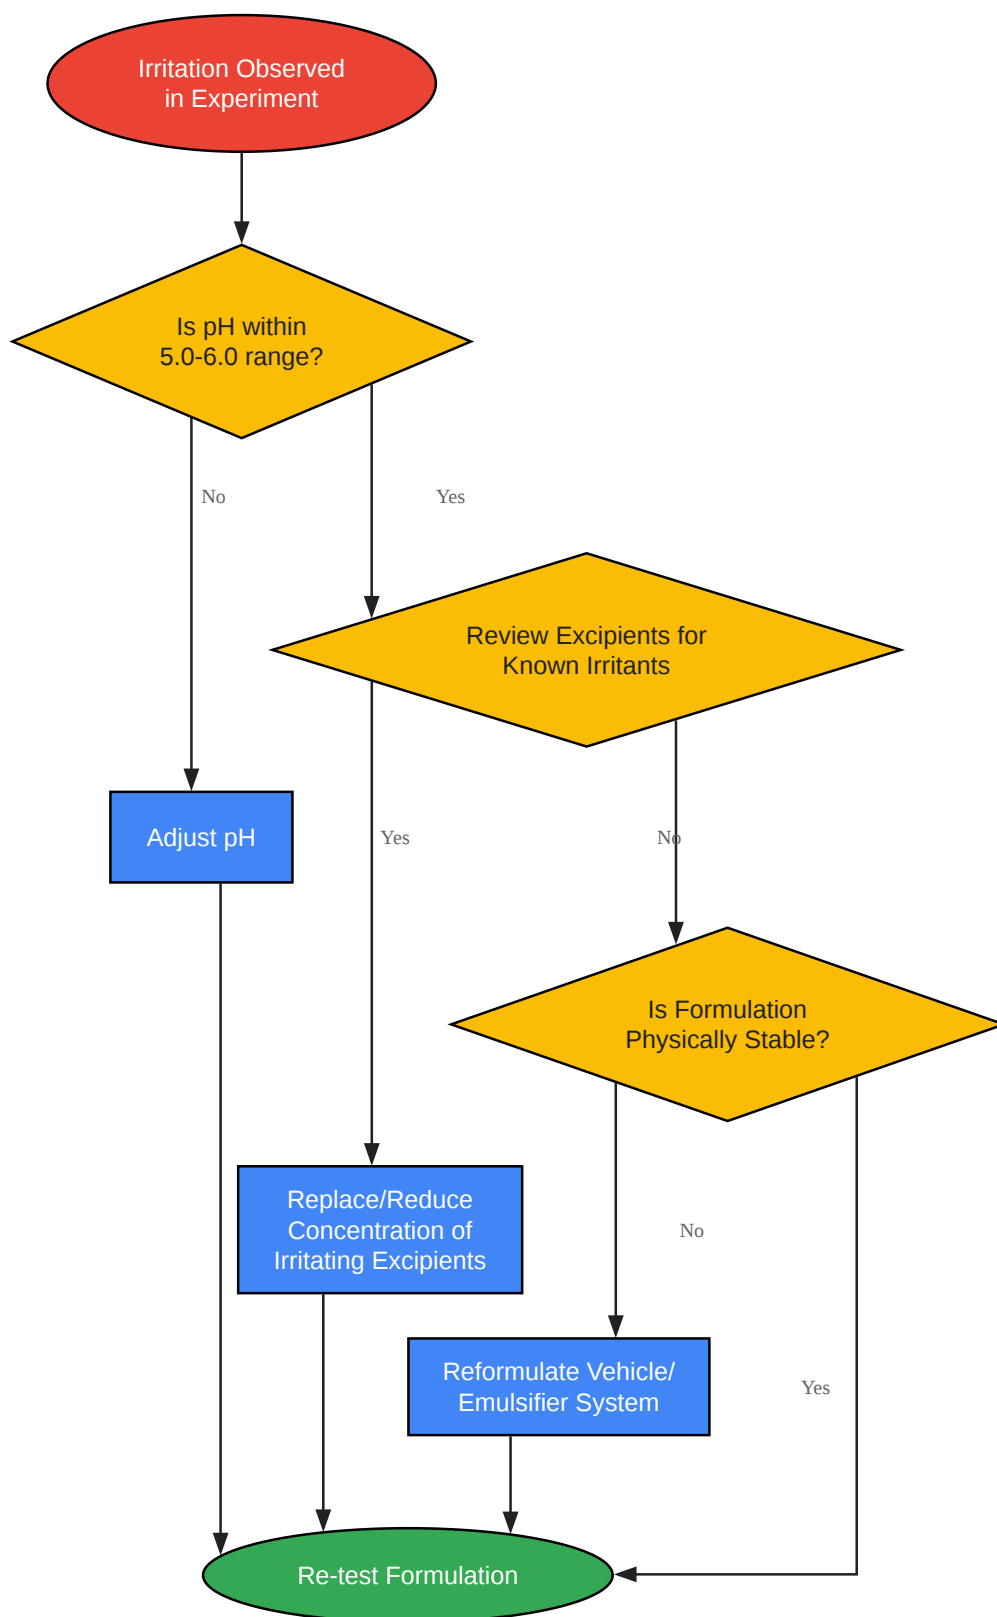 Irritation Observed
in Experiment
Is pH within
5.0-6.0 range?
No
Yes
Review Excipients for
Known Irritants
Adjust pH
Yes
No
Is Formulation
Physically Stable?
Replace/Reduce
Concentration of
Irritating Excipients
No
Reformulate Vehicle/
Emulsifier System
Yes
Re-test Formulation